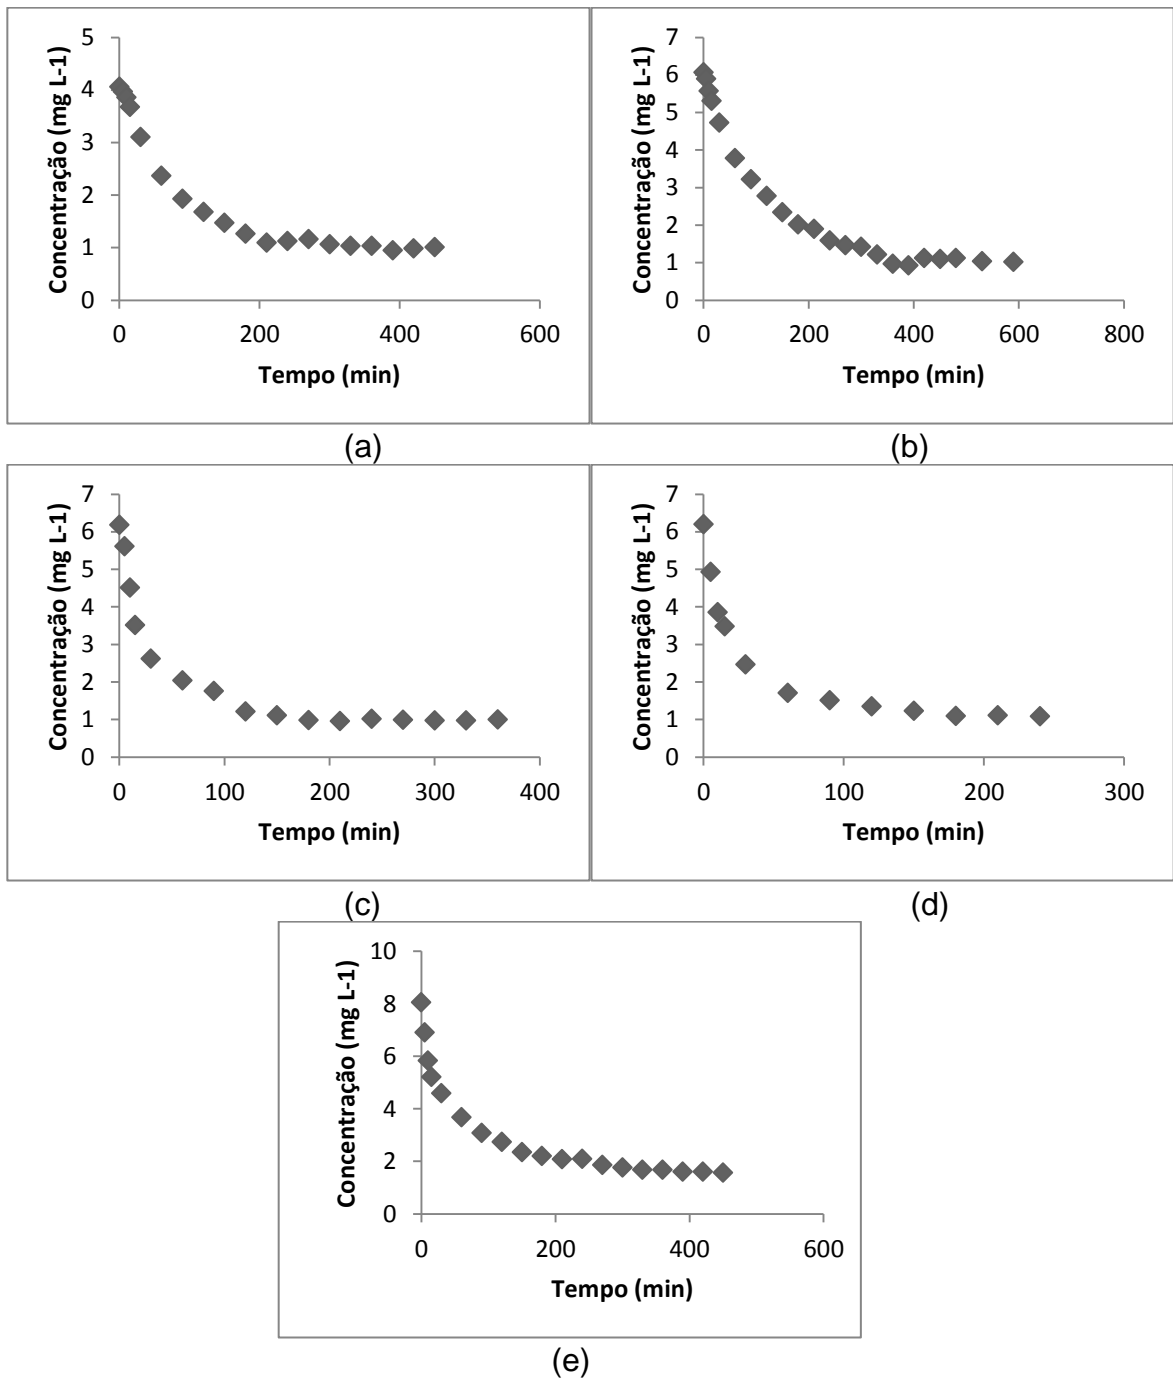 Concentração (mg L-1)
5
4
3
2
1
0
0 200 400 600
Tempo (min)
(a)
Concentração (mg L-1)
7
6
5
4
3
2
1
0
0 200 400 600 800
Tempo (min)
(b)
Concentração (mg L-1)
7
6
5
4
3
2
1
0
0 100 200 300 400
Tempo (min)
(c)
Concentração (mg L-1)
7
6
5
4
3
2
1
0
0 100 200 300
Tempo (min)
(d)
Concentração (mg L-1)
10
8
6
4
2
0
0 200 400 600
Tempo (min)
(e)